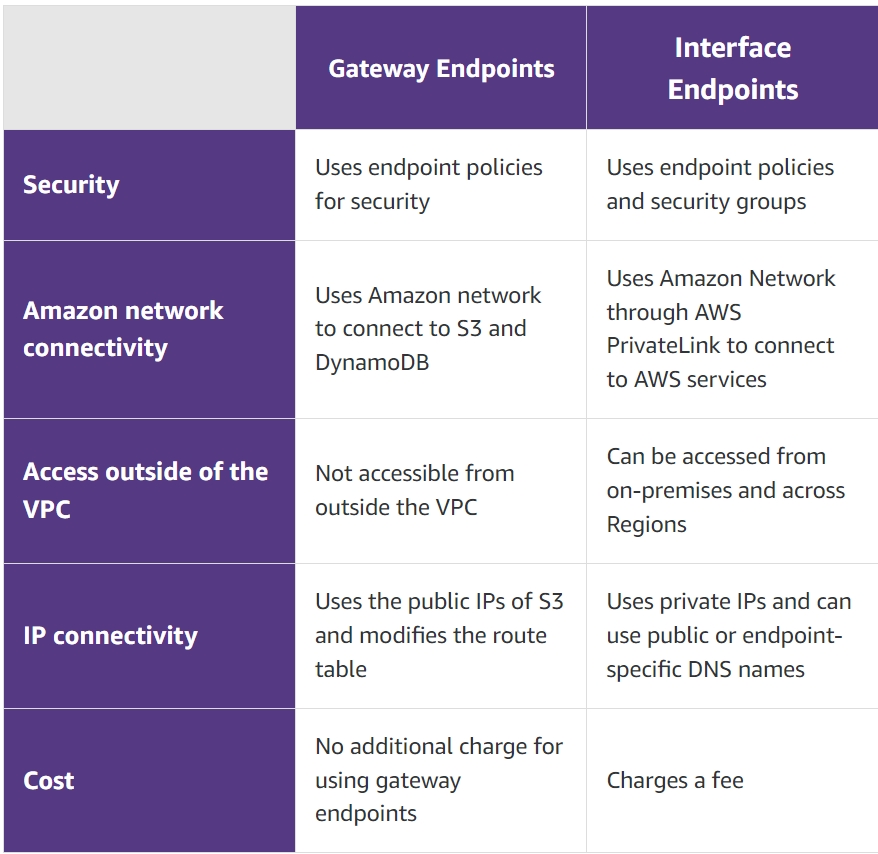 Gateway Endpoints
Interface
Endpoints
Security
Uses endpoint policies
for security
Uses endpoint policies
and security groups
Amazon network
connectivity
Uses Amazon network
to connect to S3 and
DynamoDB
Uses Amazon Network
through AWS
PrivateLink to connect
to AWS services
Access outside of the
VPC
Not accessible from
outside the VPC
Can be accessed from
on-premises and across
Regions
IP connectivity
Uses the public IPs of S3
and modifies the route
table
Uses private IPs and can
use public or endpoint-
specific DNS names
Cost
No additional charge for
using gateway
endpoints
Charges a fee